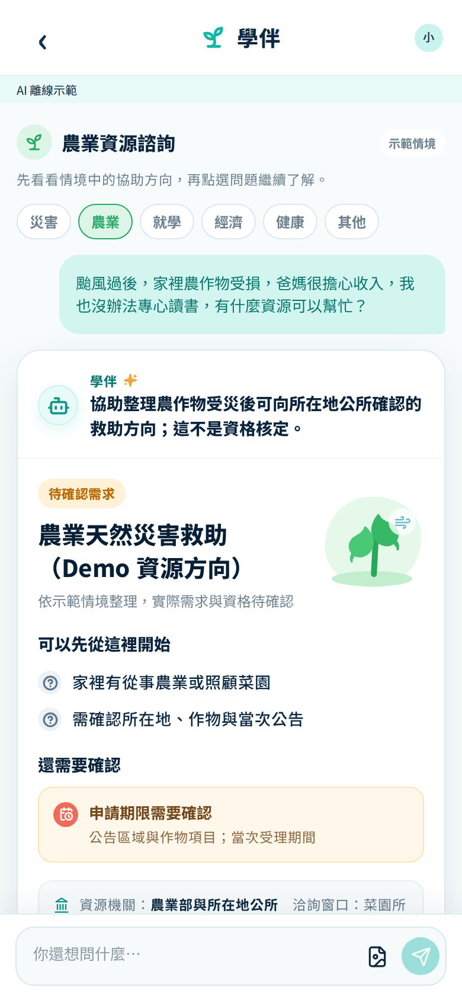 學伴
小
AI 離線示範
農業資源諮詢
示範情境
先看看情境中的協助方向，再點選問題繼續了解。
災害 農業 就學 經濟 健康 其他
颱風過後，家裡農作物受損，爸媽很擔心收入，我
也沒辦法專心讀書，有什麼資源可以幫忙？
學伴
協助整理農作物受災後可向所在地公所確認的
救助方向；這不是資格核定。
待確認需求
農業天然災害救助
（Demo 資源方向）
依示範情境整理，實際需求與資格待確認
可以先從這裡開始
家裡有從事農業或照顧菜園
需確認所在地、作物與當次公告
還需要確認
申請期限需要確認
公告區域與作物項目；當次受理期間
資源機關：農業部與所在地公所 洽詢窗口：菜園所
你還想問什麼⋯